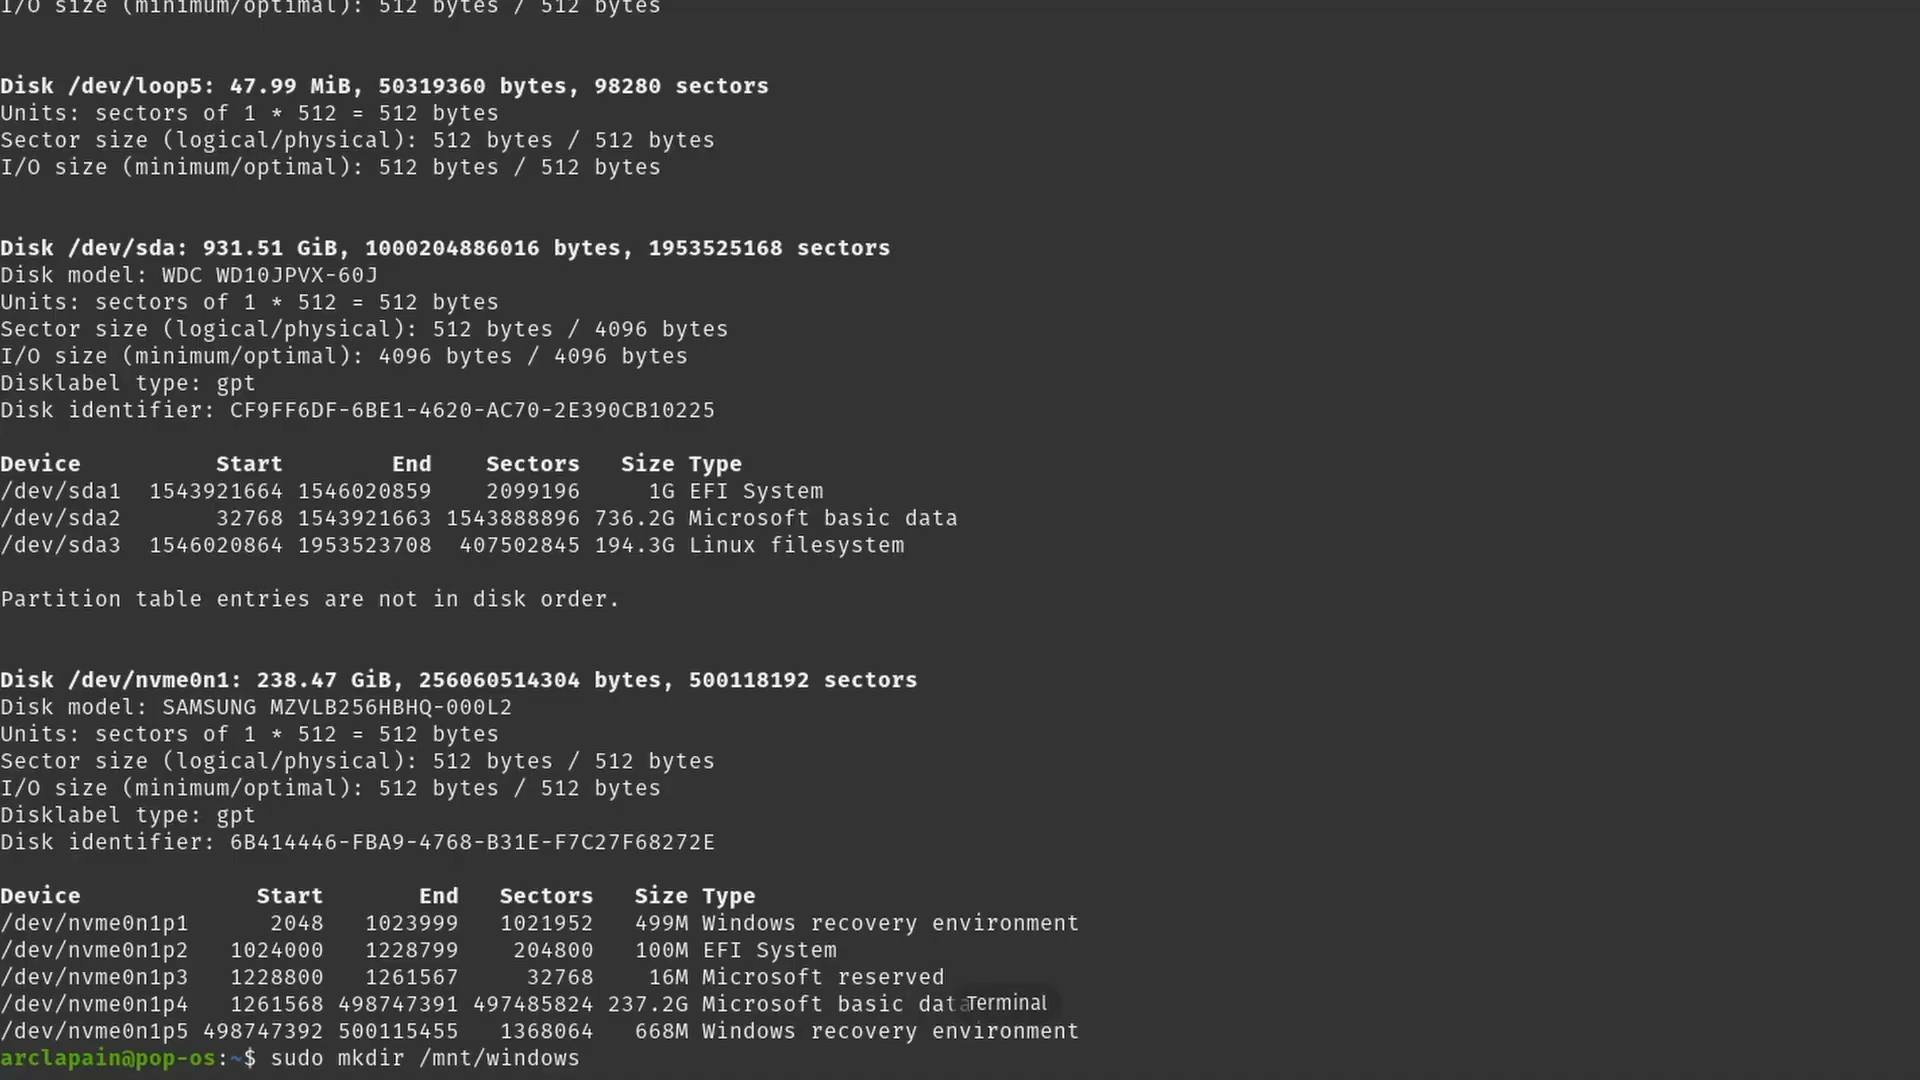 I/O size (minimum/optimal): 512 bytes / 512 bytes
Disk /dev/loop5: 47.99 MiB, 50319360 bytes, 98280 sectors
Units: sectors of 1 * 512 = 512 bytes
Sector size (logical/physical): 512 bytes / 512 bytes
I/O size (minimum/optimal): 512 bytes / 512 bytes
Disk /dev/sda: 931.51 GiB, 1000204886016 bytes, 1953525168 sectors
Disk model: WDC WD10JPVX-60J
Units: sectors of 1 * 512 = 512 bytes
Sector size (logical/physical): 512 bytes / 4096 bytes
I/O size (minimum/optimal): 4096 bytes / 4096 bytes
Disklabel type: gpt
Disk identifier: CF9FF6DF-6BE1-4620-AC70-2E390CB10225
Device Start End Sectors Size Type
/dev/sda1 1543921664 1546020859 2099196 1G EFI System
/dev/sda2 32768 1543921663 1543888896 736.2G Microsoft basic data
/dev/sda3 1546020864 1953523708 407502845 194.3G Linux filesystem
Partition table entries are not in disk order.
Disk /dev/nvme0n1: 238.47 GiB, 256060514304 bytes, 500118192 sectors
Disk model: SAMSUNG MZVLB256HBHQ-000L2
Units: sectors of 1 * 512 = 512 bytes
Sector size (logical/physical): 512 bytes / 512 bytes
I/O size (minimum/optimal): 512 bytes / 512 bytes
Disklabel type: gpt
Disk identifier: 6B414446-FBA9-4768-B31E-F7C27F68272E
Device Start End Sectors Size Type
/dev/nvme0n1p1 2048 1023999 1021952 499M Windows recovery environment
/dev/nvme0n1p2 1024000 1228799 204800 100M EFI System
/dev/nvme0n1p3 1228800 1261567 32768 16M Microsoft reserved
/dev/nvme0n1p4 1261568 498747391 497485824 237.2G Microsoft basic data Terminal
/dev/nvme0n1p5 498747392 500115455 1368064 668M Windows recovery environment
arclapain@pop-os:~$ sudo mkdir /mnt/windows